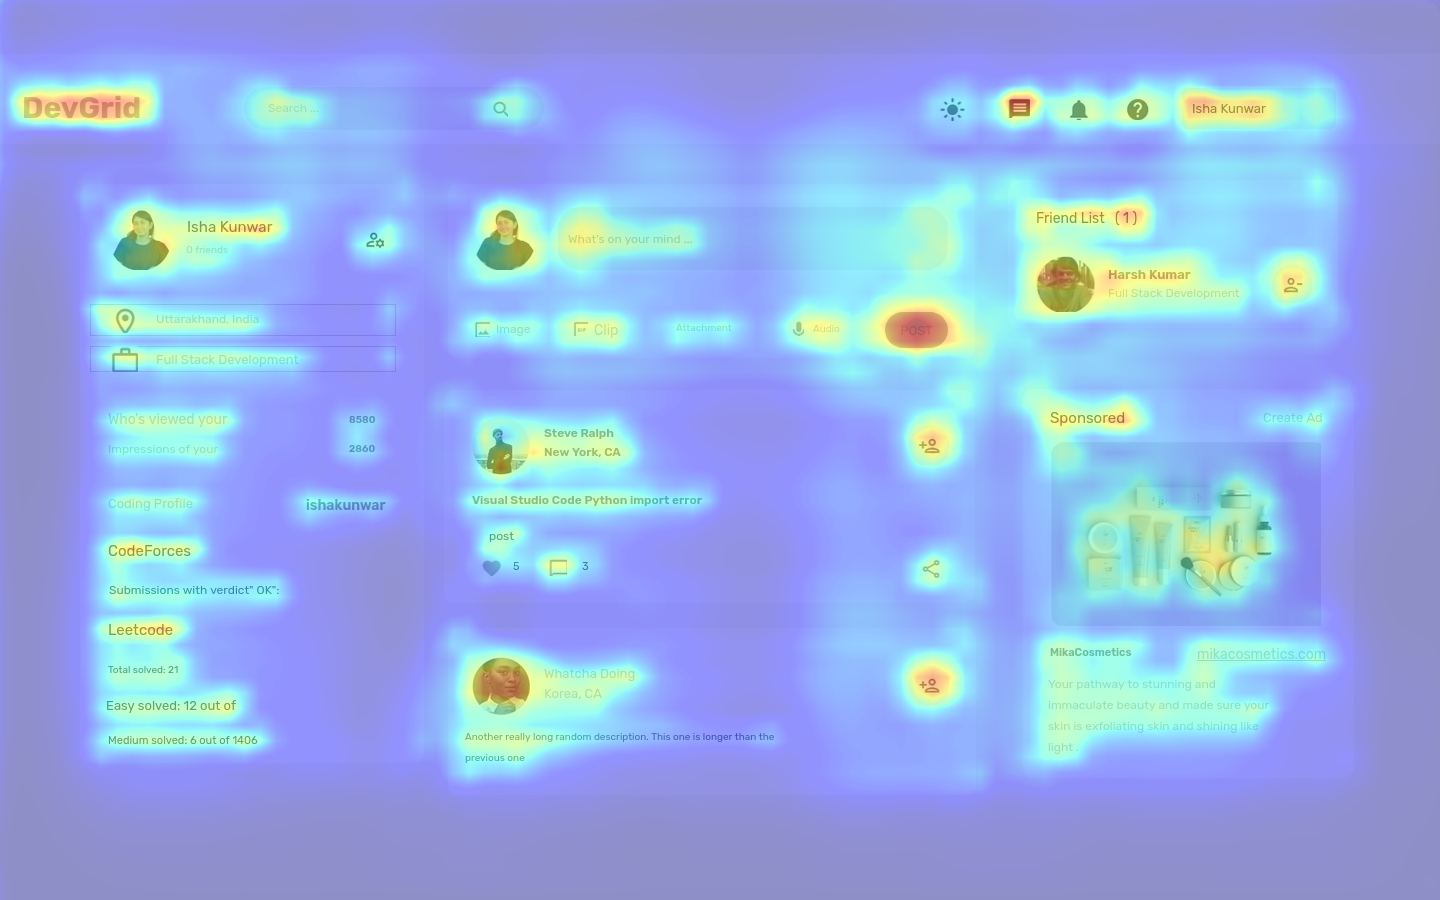 DevGrid
Search ...
Isha Kunwar
Isha Kunwar
0 friends
Uttarakhand, India
Full Stack Development
Who's viewed your
8580
Impressions of your
2860
Coding Profile
ishakunwar
CodeForces
Submissions with verdict" OK":
Leetcode
Total solved: 21
Easy solved: 12 out of
Medium solved: 6 out of 1406
What's on your mind ...
Image
GIF Clip
Attachment
Audio
POST
Steve Ralph
New York, CA
Visual Studio Code Python import error
post
5
3
Whatcha Doing
Korea, CA
Another really long random description. This one is longer than the
previous one
Friend List (1)
Harsh Kumar
Full Stack Development
Sponsored
Create Ad
MikaCosmetics
mikacosmetics.com
Your pathway to stunning and
immaculate beauty and made sure your
skin is exfoliating skin and shining like
light .